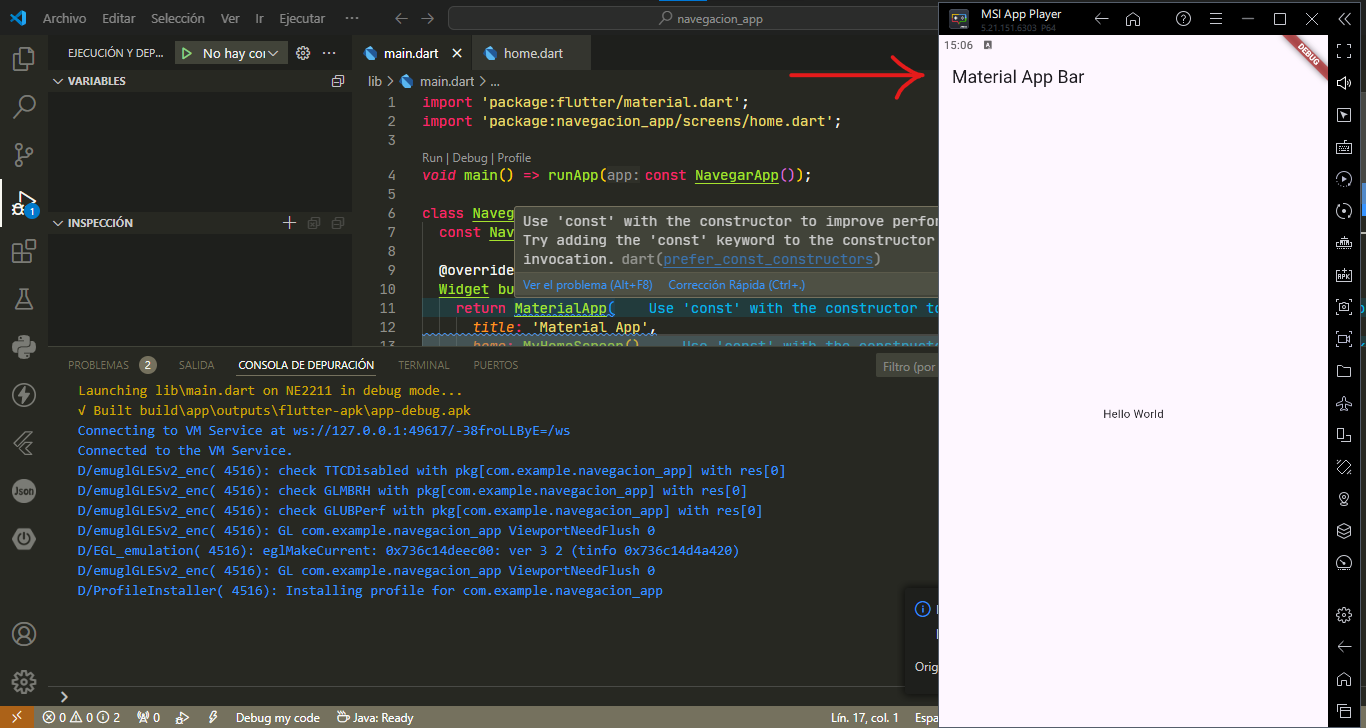 Archivo Editar Selección Ver Ir Ejecutar ···
navegacion_app
EJECUCIÓN Y DEP...
No hay con
main.dart
home.dart
VARIABLES
lib > main.dart > ...
1 import 'package:flutter/material.dart';
2 import 'package:navegacion_app/screens/home.dart';
3
Run | Debug | Profile
4 void main() => runApp(app: const NavegarApp());
5
INSPECCIÓN
6 class Naveg
7 const Nav
8
9 @override
10 Widget bu
Use 'const' with the constructor to improve perfor
Try adding the 'const' keyword to the constructor
invocation. dart(prefer_const_constructors)
Ver el problema (Alt+F8) Corrección Rápida (Ctrl+.)
11 return MaterialApp( Use 'const' with the constructor to
12 title: 'Material App',
13 home: MyHomeScreen() Use 'const' with the constructo
PROBLEMAS 2 SALIDA CONSOLA DE DEPURACIÓN TERMINAL PUERTOS
Filtro (por
Launching lib\main.dart on NE2211 in debug mode...
√ Built build\app\outputs\flutter-apk\app-debug.apk
Connecting to VM Service at ws://127.0.0.1:49617/-38froLLByE=/ws
Connected to the VM Service.
D/emuglGLESv2_enc( 4516): check TTCDisabled with pkg[com.example.navegacion_app] with res[0]
D/emuglGLESv2_enc( 4516): check GLMBRH with pkg[com.example.navegacion_app] with res[0]
D/emuglGLESv2_enc( 4516): check GLUBPerf with pkg[com.example.navegacion_app] with res[0]
D/emuglGLESv2_enc( 4516): GL com.example.navegacion_app ViewportNeedFlush 0
D/EGL_emulation( 4516): eglMakeCurrent: 0x736c14deec00: ver 3 2 (tinfo 0x736c14d4a420)
D/emuglGLESv2_enc( 4516): GL com.example.navegacion_app ViewportNeedFlush 0
D/ProfileInstaller( 4516): Installing profile for com.example.navegacion_app
Orig
1
Json
0 0 2 0 Debug my code Java: Ready
Lín. 17, col. 1 Espa
MSI App Player
5.21.151.6303 P64
15:06
DEBUG
Material App Bar
Hello World
APK